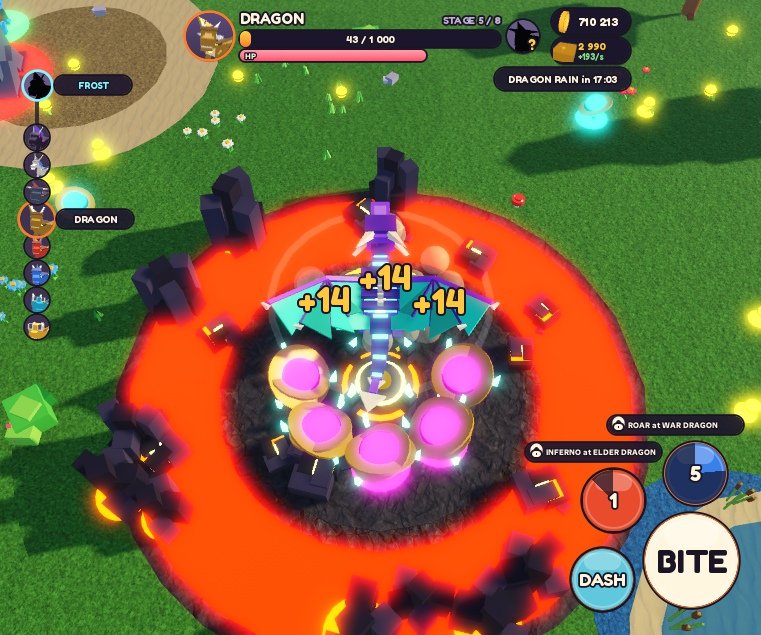 DRAGON
STAGE 5 / 8
43 / 1 000
HP
?
710 213
2 990
+193/s
DRAGON RAIN in 17:03
FROST
DRAGON
+14
+14
+14
ROAR at WAR DRAGON
INFERNO at ELDER DRAGON
5
1
BITE
DASH